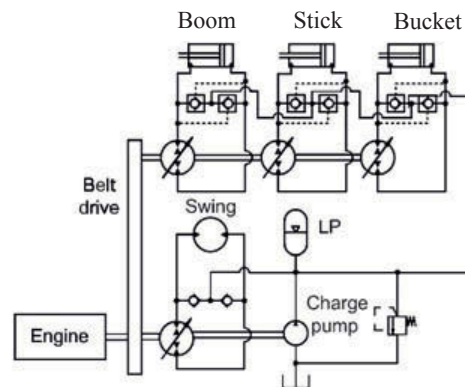 Boom Stick Bucket
Belt
drive
Swing
LP
Charge
pump
Engine